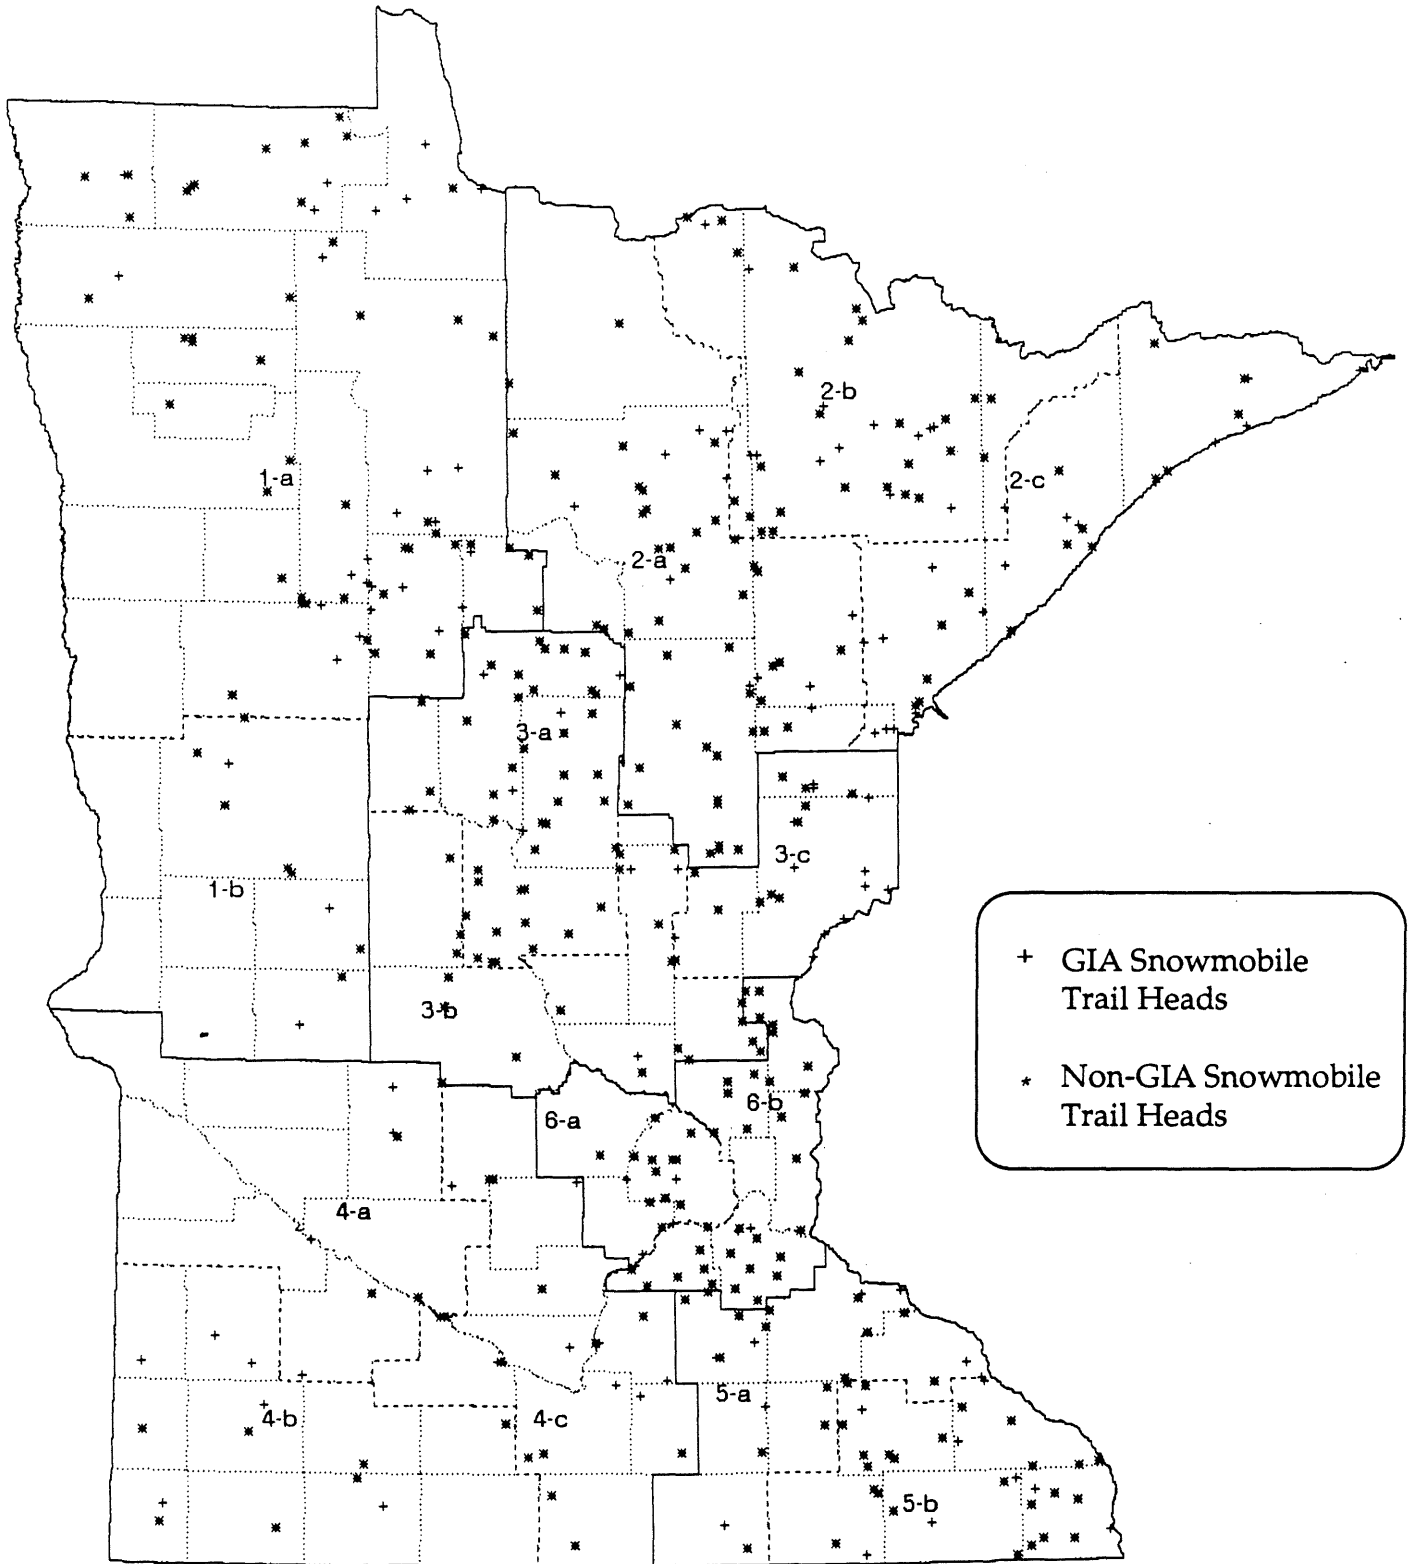 2-b
1-a
2-c
2-a
3-a
3-c
1-b
3-b
6-b
6-a
4-a
5-a
4-b
4-c
5-b
+ GIA Snowmobile
Trail Heads
* Non-GIA Snowmobile
Trail Heads